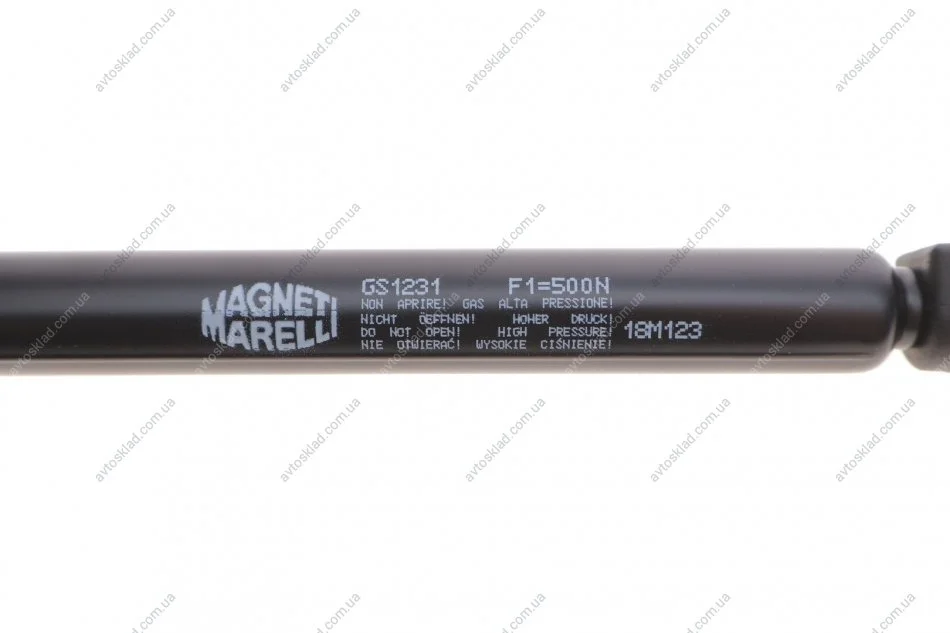 MAGNETI
MARELLI
GS1231 F1=500N
NON APRIRE! GAS ALTA PRESSIONE!
NICHT ÖFFNEN! HOHER DRUCK!
DO NOT OPEN! HIGH PRESSURE!
NIE OTWIERAĆ! WYSOKIE CIŚNIENIE!
18M123
avtosklad.com.ua